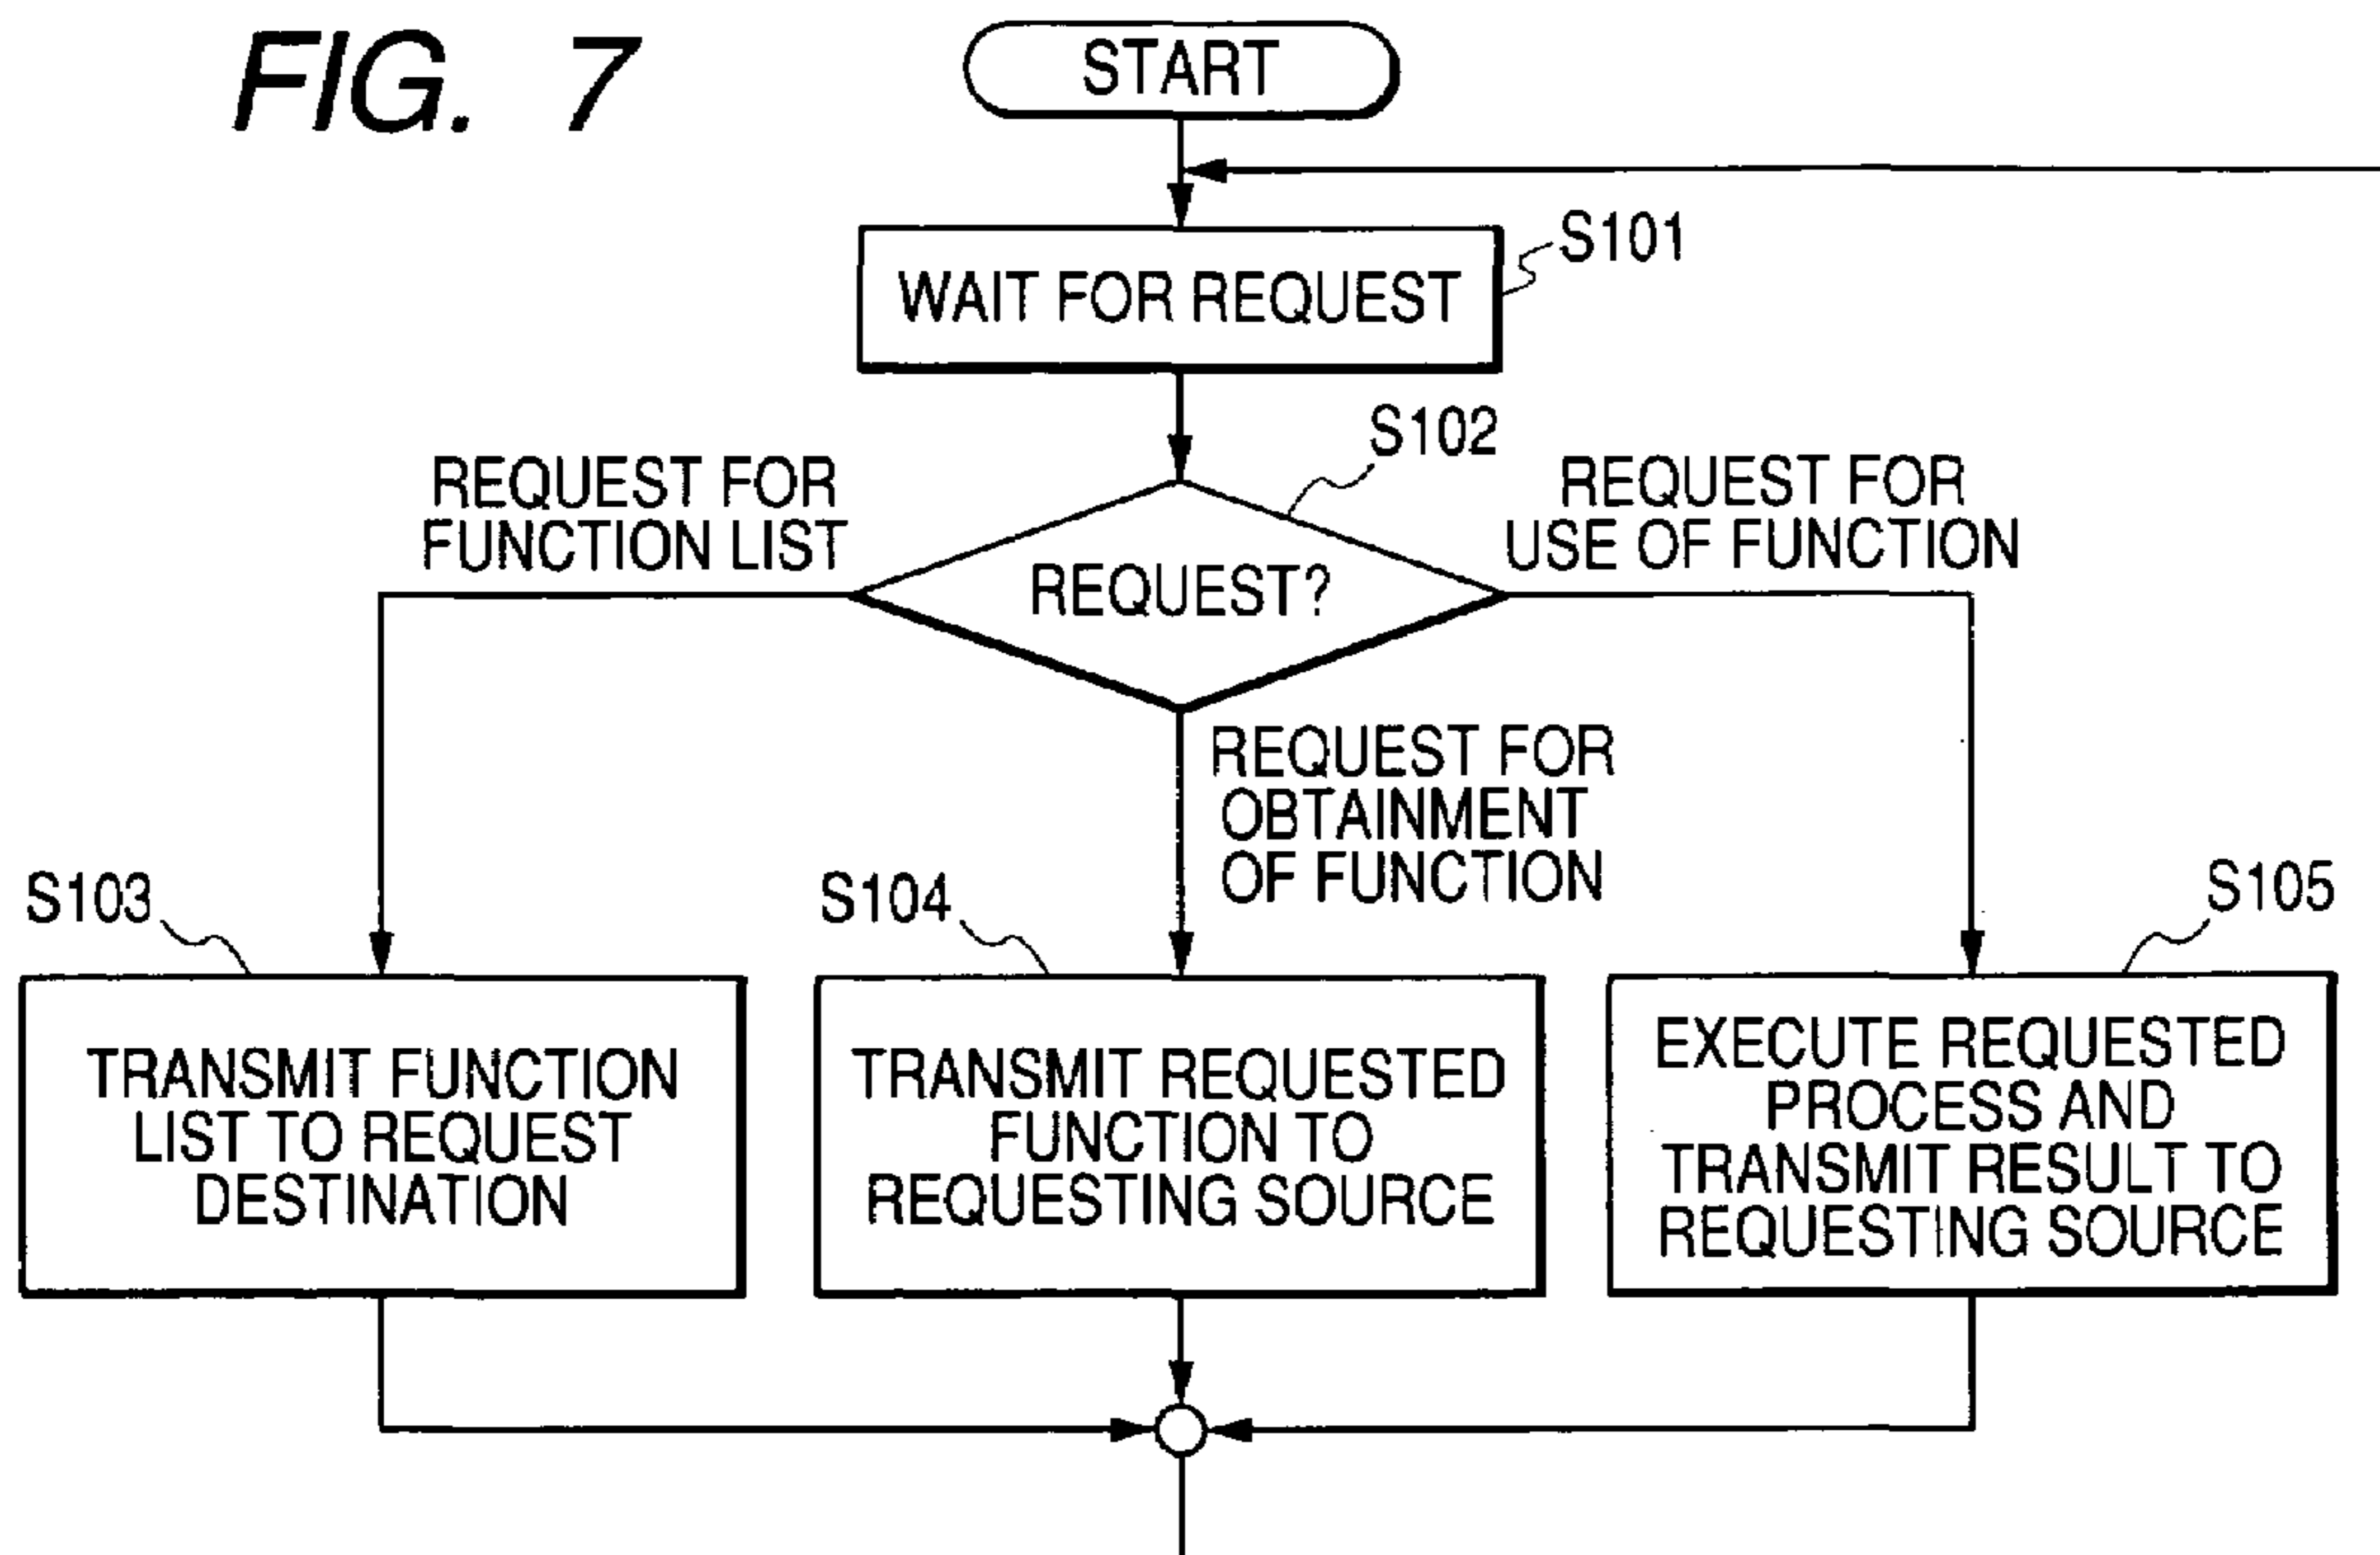 FIG. 7
START
S101
WAIT FOR REQUEST
S102
REQUEST FOR
FUNCTION LIST
REQUEST FOR
USE OF FUNCTION
REQUEST?
REQUEST FOR
OBTAINMENT
OF FUNCTION
S103
S104
S105
TRANSMIT FUNCTION
LIST TO REQUEST
DESTINATION
TRANSMIT REQUESTED
FUNCTION TO
REQUESTING SOURCE
EXECUTE REQUESTED
PROCESS AND
TRANSMIT RESULT TO
REQUESTING SOURCE